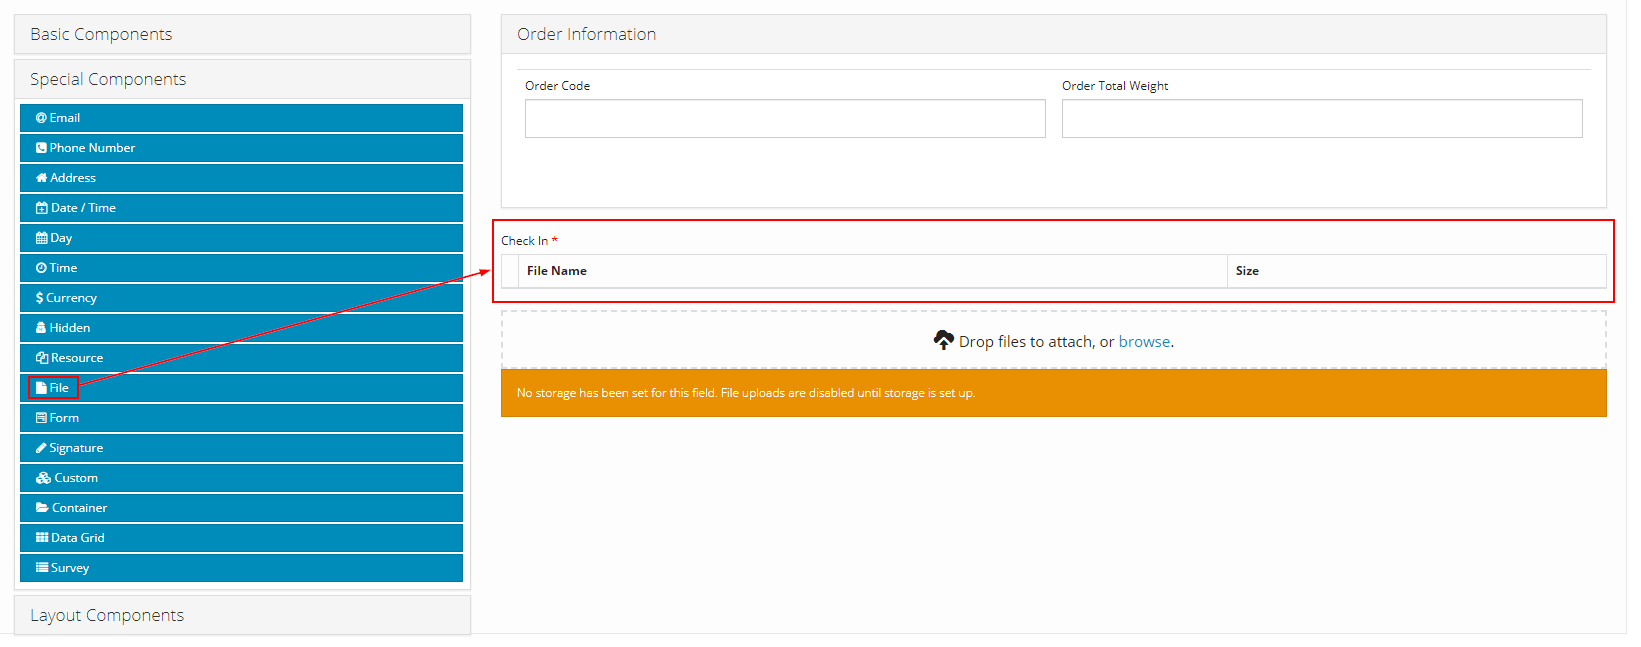 Basic Components
Special Components
Email
Phone Number
Address
Date / Time
Day
Time
Currency
Hidden
Resource
File
Form
Signature
Custom
Container
Data Grid
Survey
Layout Components
Order Information
Order Code
Order Total Weight
Check In *
File Name
Size
Drop files to attach, or browse.
No storage has been set for this field. File uploads are disabled until storage is set up.